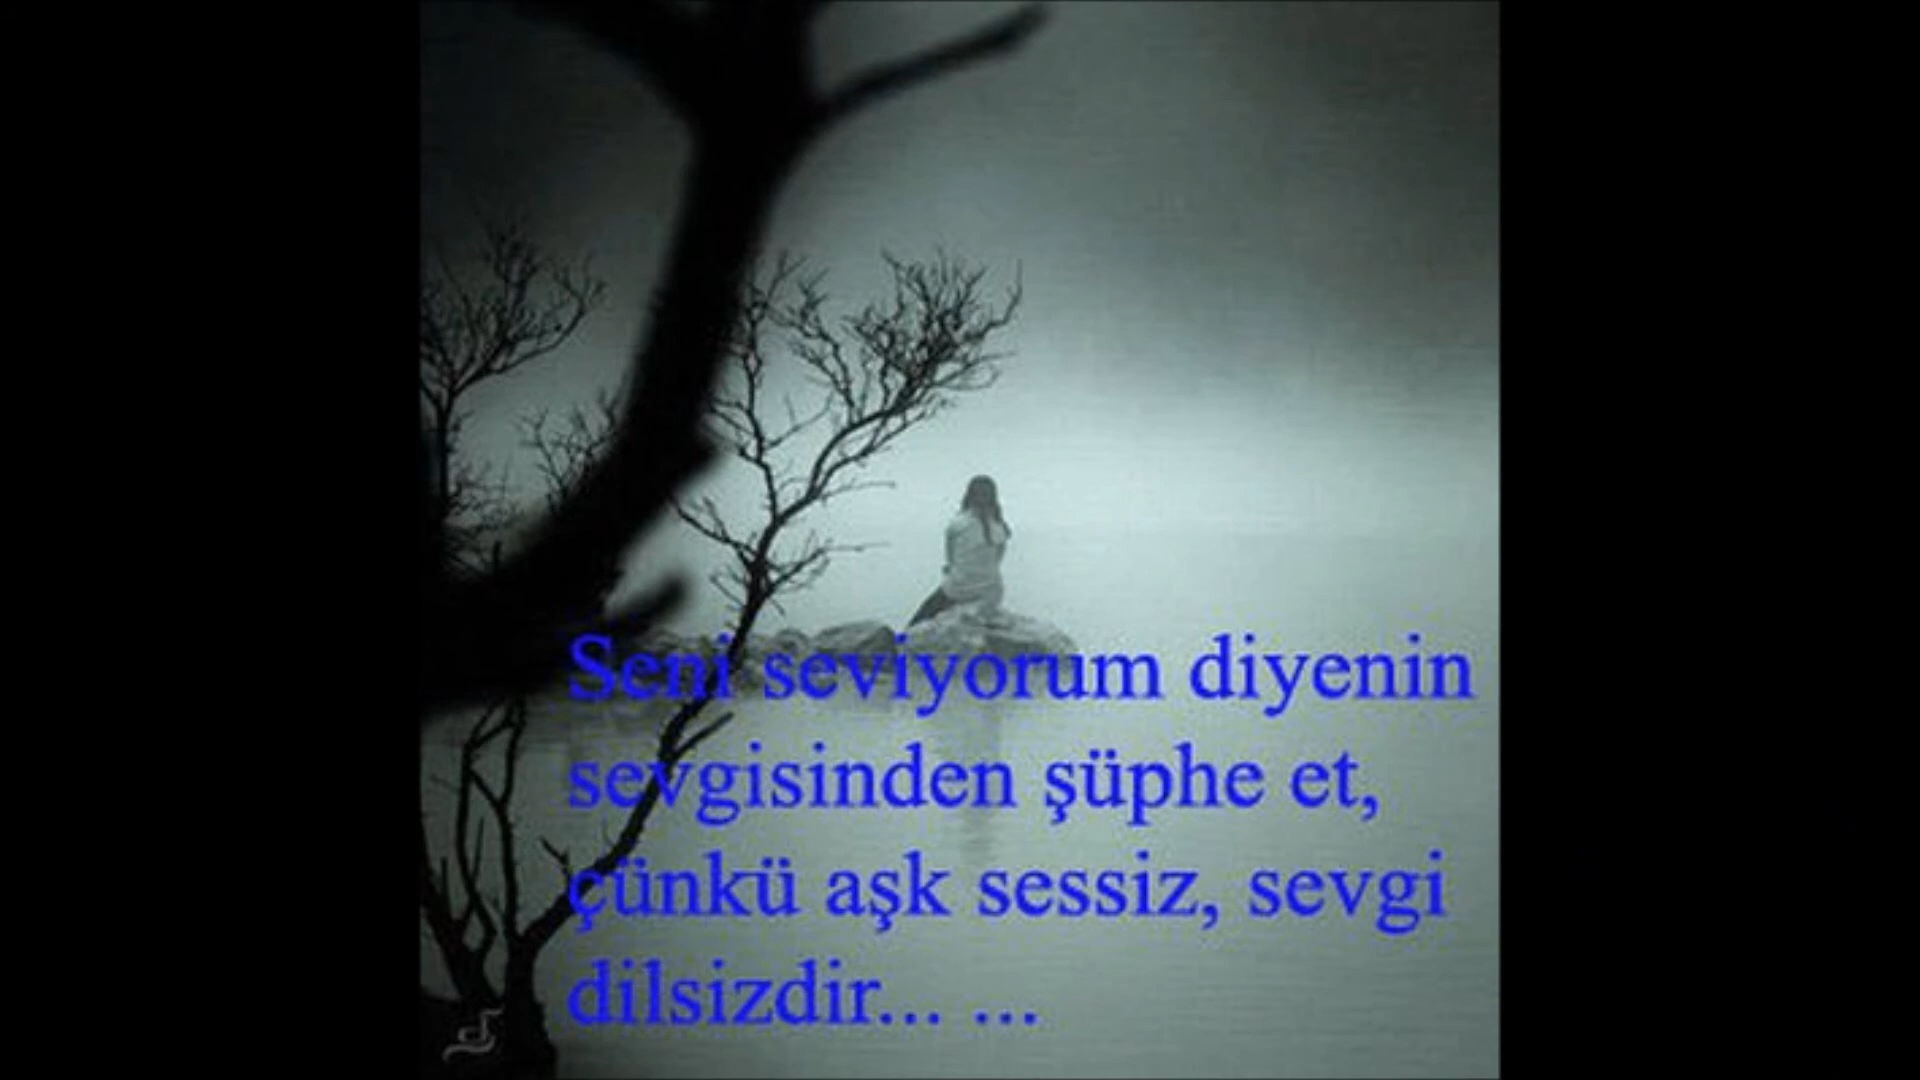 Seni seviyorum diyenin
sevgisinden şüphe et,
çünkü aşk sessiz, sevgi
dilsizdir... ...